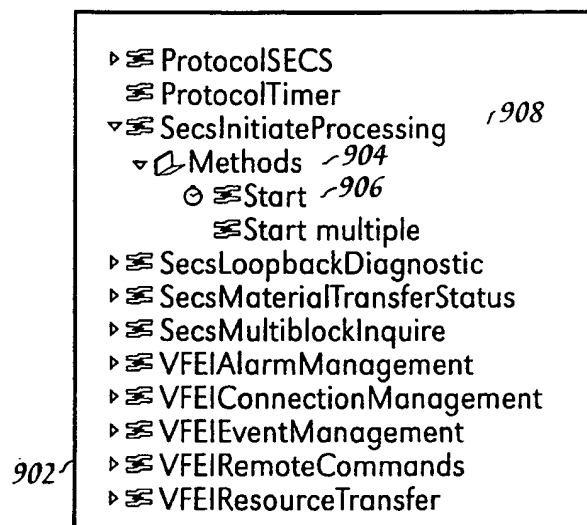 ProtocolSECS
ProtocolTimer
SecsInitiateProcessing 908
Methods 904
Start 906
Start multiple
SecsLoopbackDiagnostic
SecsMaterialTransferStatus
SecsMultiblockInquire
VFEIAlarmManagement
VFEIConnectionManagement
VFEIEventManagement
902 VFEIRemoteCommands
VFEIResourceTransfer